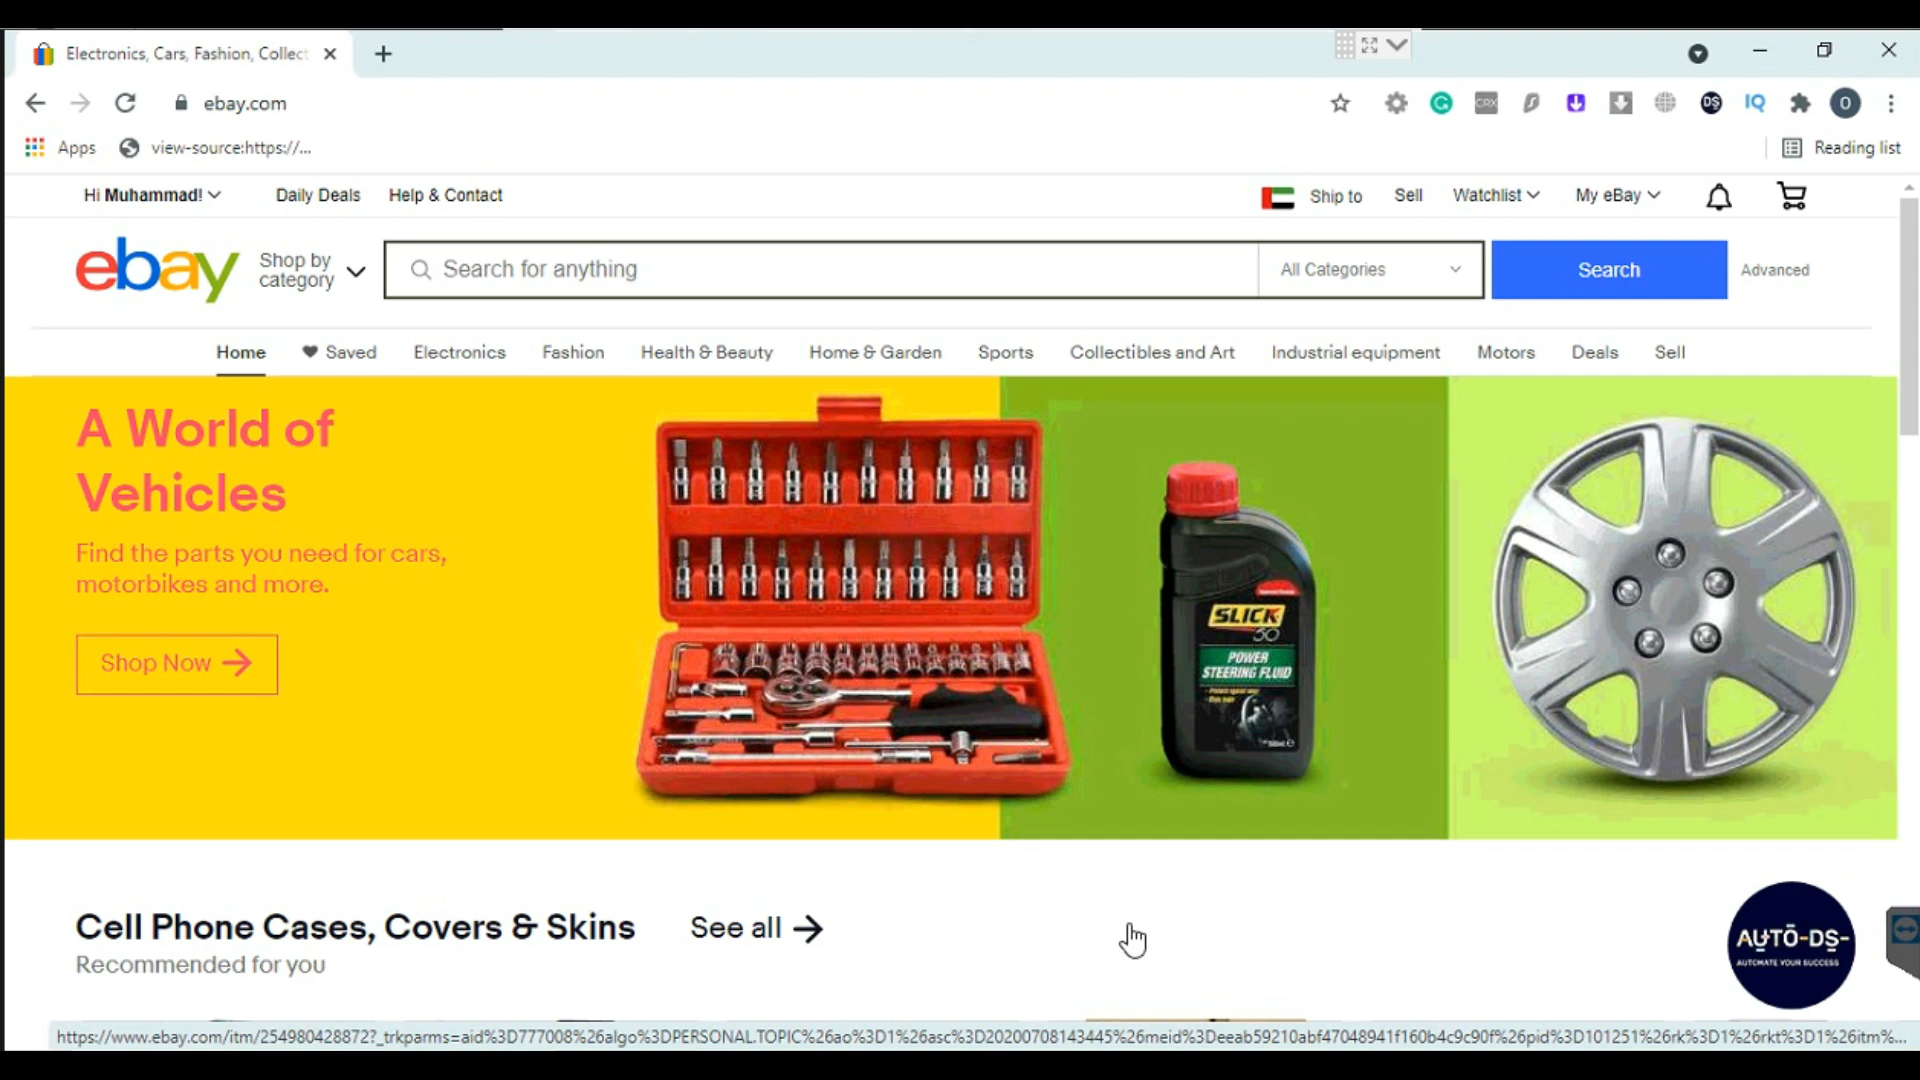 Electronics, Cars, Fashion, Collect
ebay.com
CRX
DS
IQ
O
Apps
view-source:https://...
Reading list
Hi Muhammad!
Daily Deals
Help & Contact
Ship to
Sell
Watchlist
My eBay
ebay
Shop by
category
Search for anything
All Categories
Search
Advanced
Home
Saved
Electronics
Fashion
Health & Beauty
Home & Garden
Sports
Collectibles and Art
Industrial equipment
Motors
Deals
Sell
A World of
Vehicles
Find the parts you need for cars,
motorbikes and more.
Shop Now
SLICK
50
POWER
STEERING FLUID
Cell Phone Cases, Covers & Skins
See all
Recommended for you
AUTO-DS-
AUTOMATE YOUR SUCCESS
https://www.ebay.com/itm/254980428872?_trkparms=aid%3D777008%26algo%3DPERSONAL.TOPIC%26ao%3D1%26asc%3D20200708143445%26meid%3Deeab59210abf47048941f160b4c9c90f%26pid%3D101251%26rk%3D1%26rkt%3D1%26itm%...